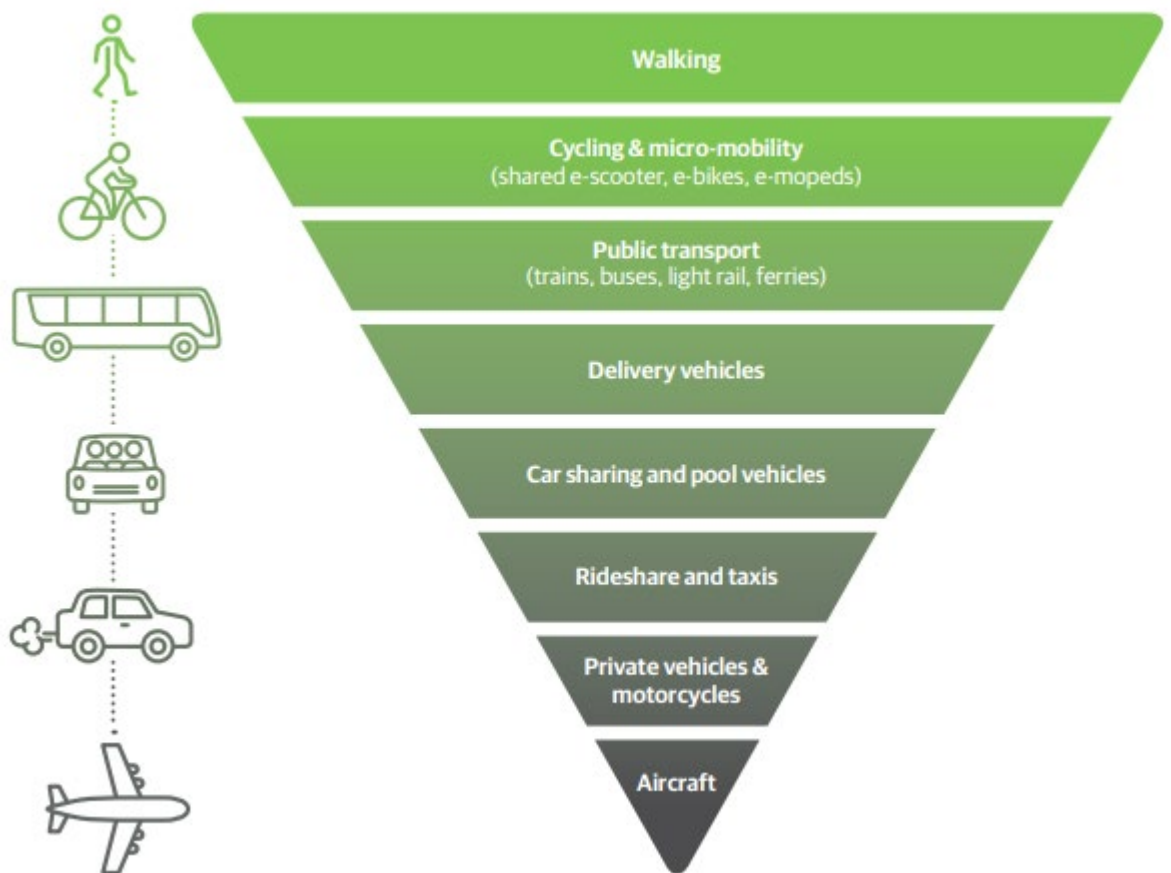 Walking
Cycling & micro-mobility
(shared e-scooter, e-bikes, e-mopeds)
Public transport
(trains, buses, light rail, ferries)
Delivery vehicles
Car sharing and pool vehicles
Rideshare and taxis
Private vehicles &
motorcycles
Aircraft